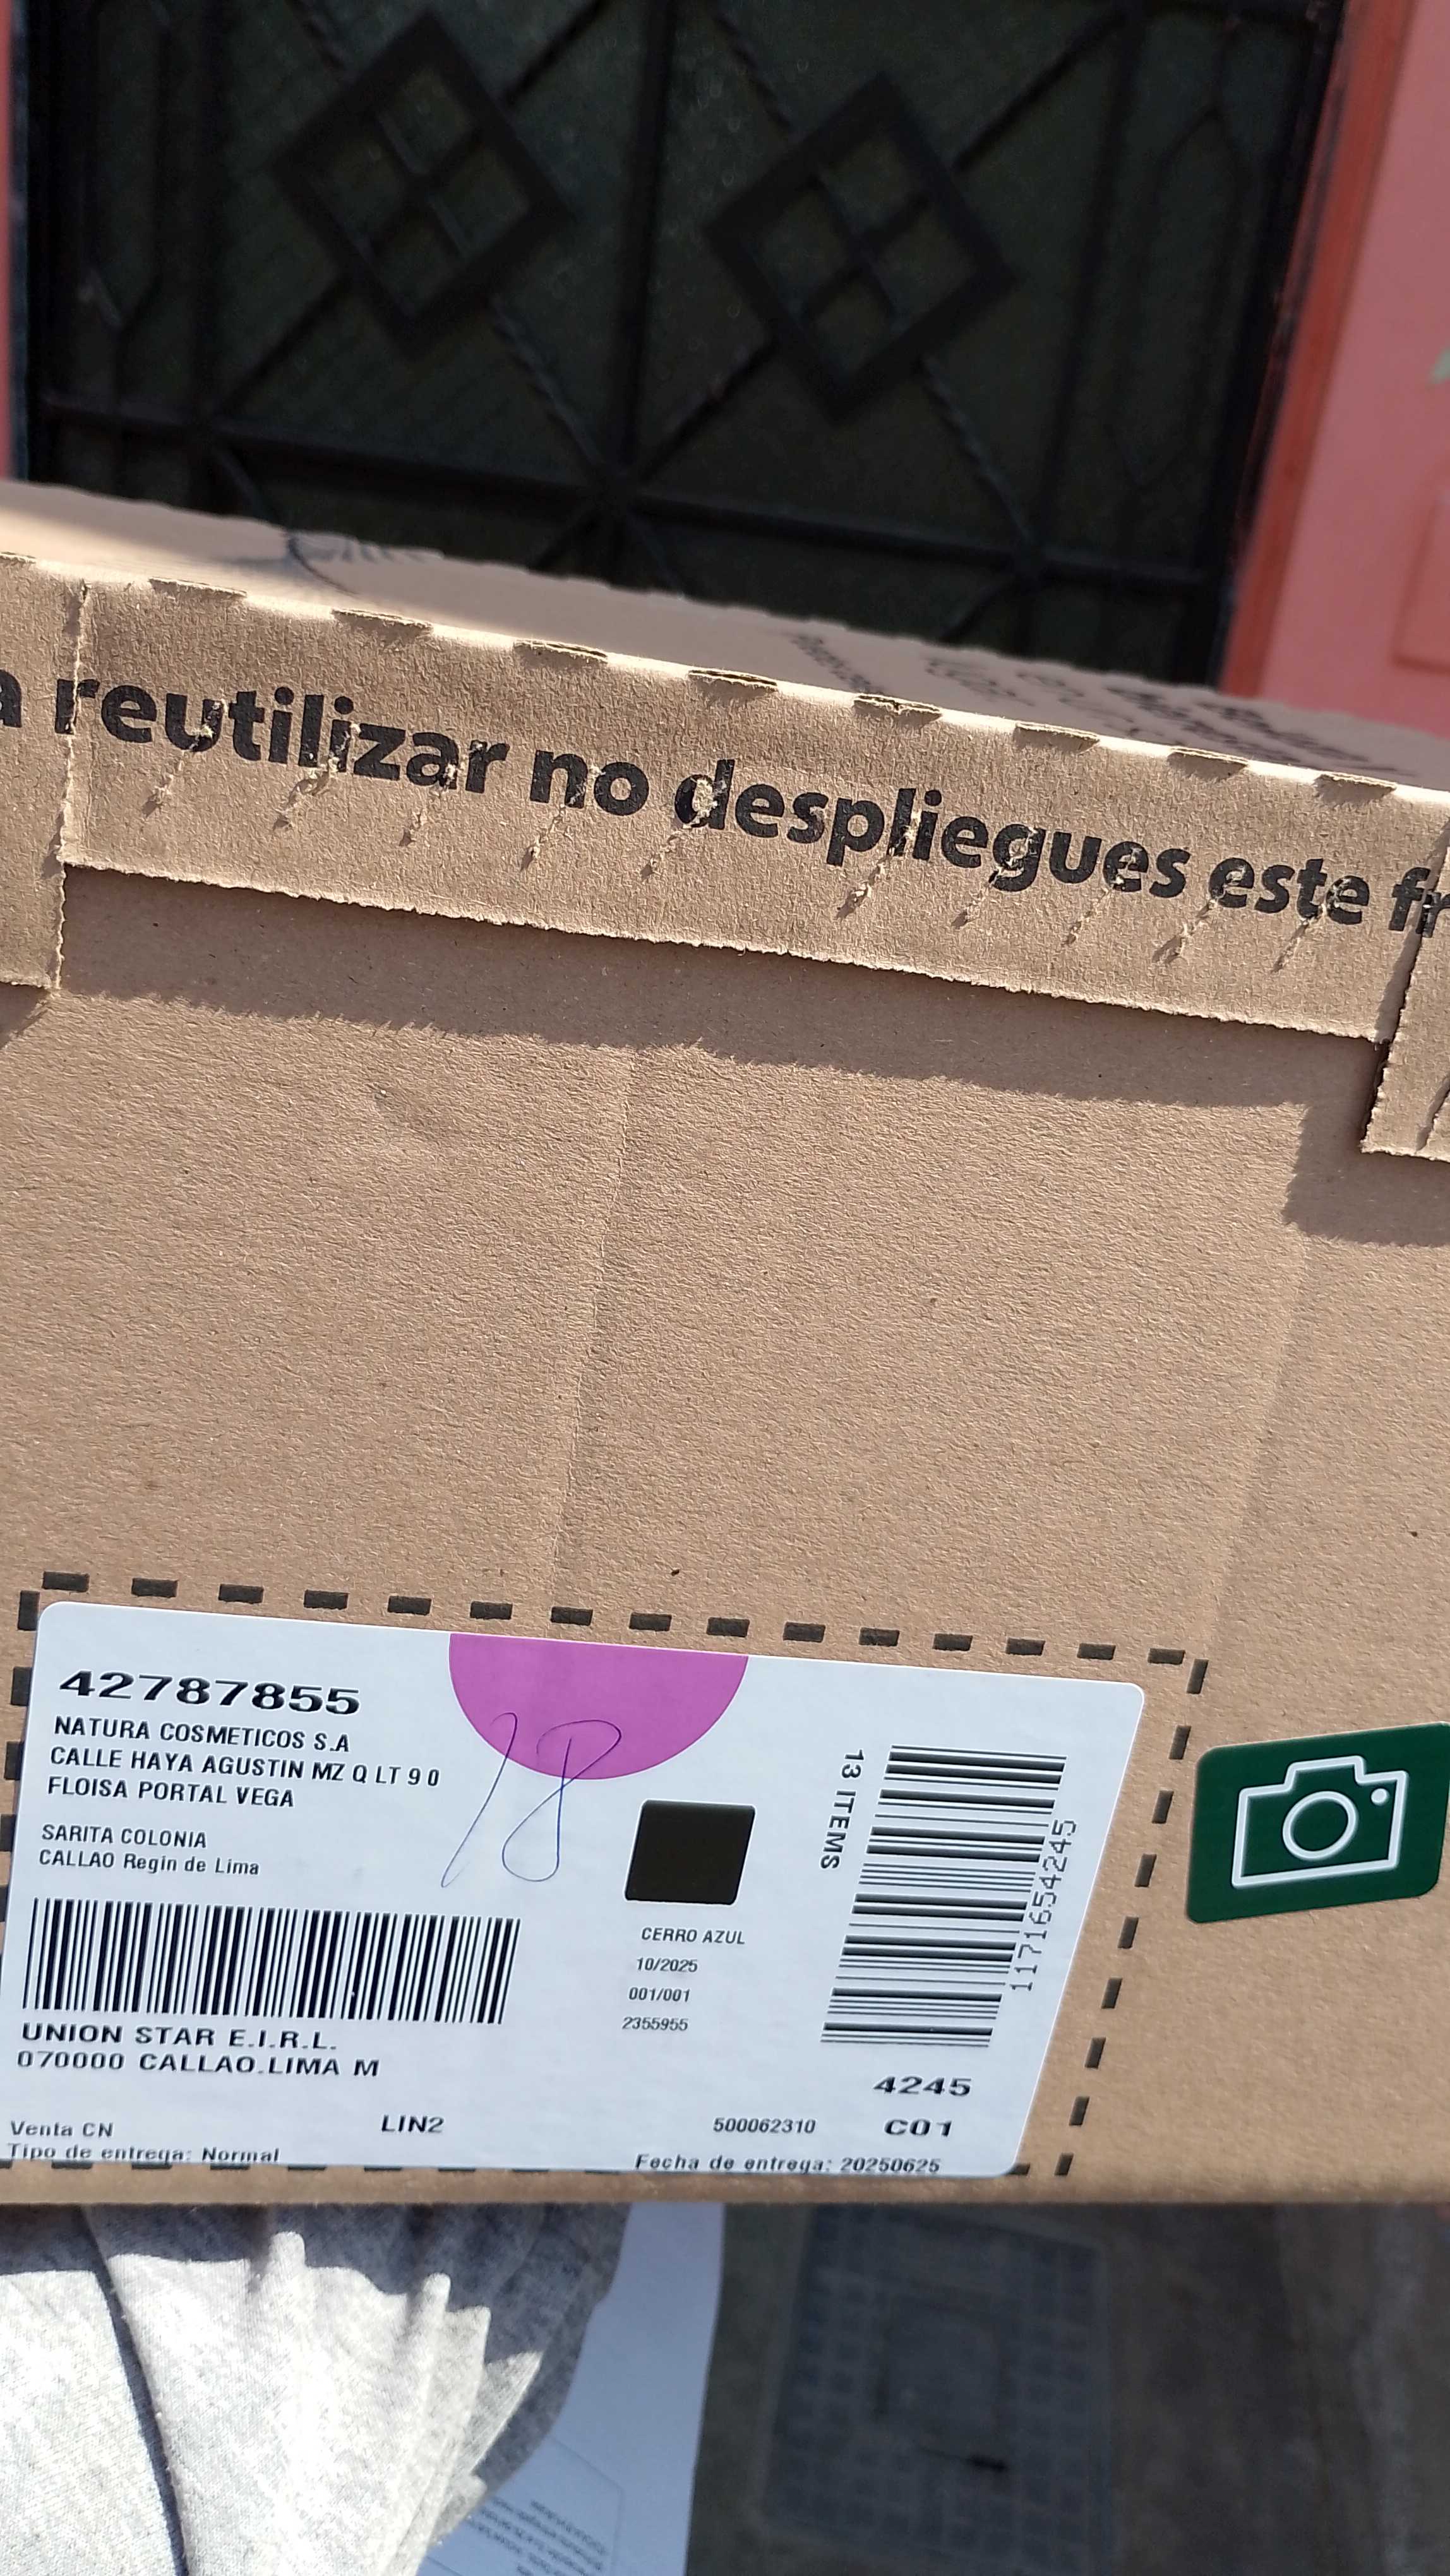 a reutilizar no despliegues este fr
42787855
NATURA COSMETICOS S.A
CALLE HAYA AGUSTIN MZ Q LT 9 0
FLOISA PORTAL VEGA
SARITA COLONIA
CALLAO Regin de Lima
18
13 ITEMS
1171654245
CERRO AZUL
10/2025
001/001
2355955
UNION STAR E.I.R.L.
070000 CALLAO.LIMA M
4245
Venta CN
LIN2
500062310
C01
Tipo de entrega: Normal
Fecha de entrega: 20250625